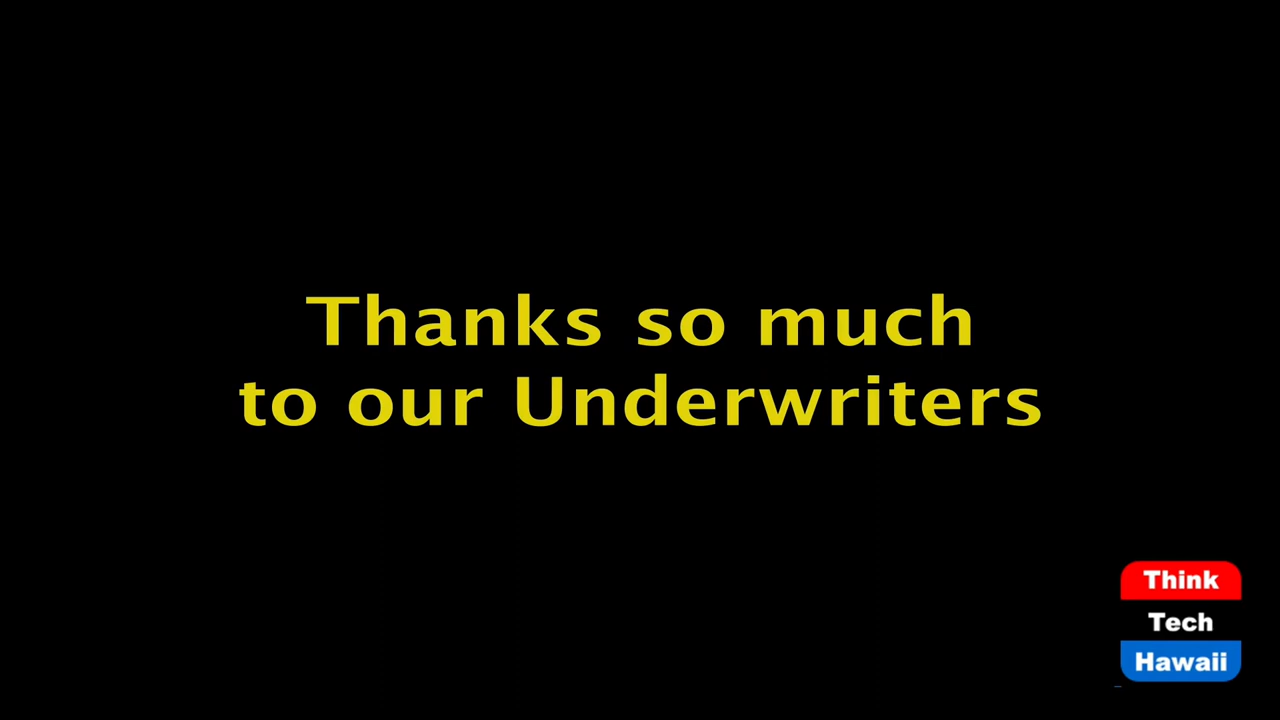 Thanks so much
to our Underwriters
Think
Tech
Hawaii